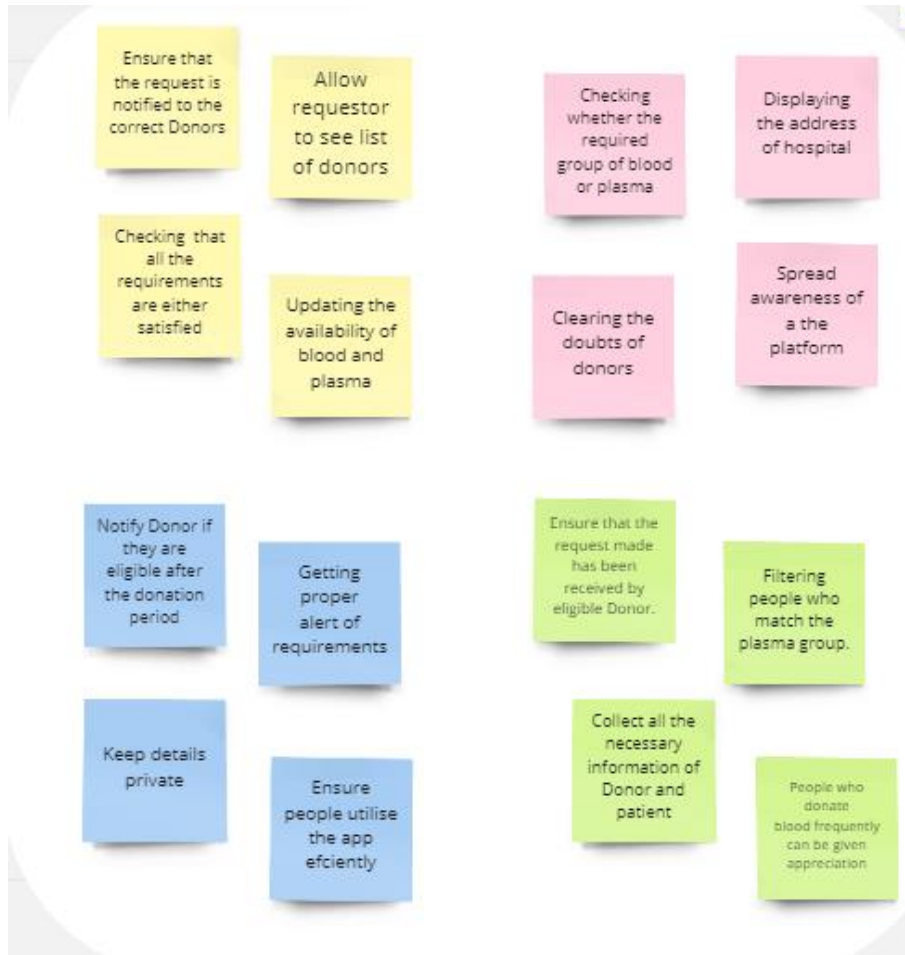 Ensure that
the request is
notified to the
correct Donors
Allow
requestor
to see list
of donors
Checking that
all the
requirements
are either
satisfied
Updating the
availability of
blood and
plasma
Checking
whether the
required
group of blood
or plasma
Displaying
the address
of hospital
Clearing the
doubts of
donors
Spread
awareness of
a the
platform
Notify Donor if
they are
eligible after
the donation
period
Getting
proper
alert of
requirements
Keep details
private
Ensure
people utilise
the app
efciently
Ensure that the
request made
has been
received by
eligible Donor.
Filtering
people who
match the
plasma group.
Collect all the
necessary
information of
Donor and
patient
People who
donate
blood frequently
can be given
appreciation